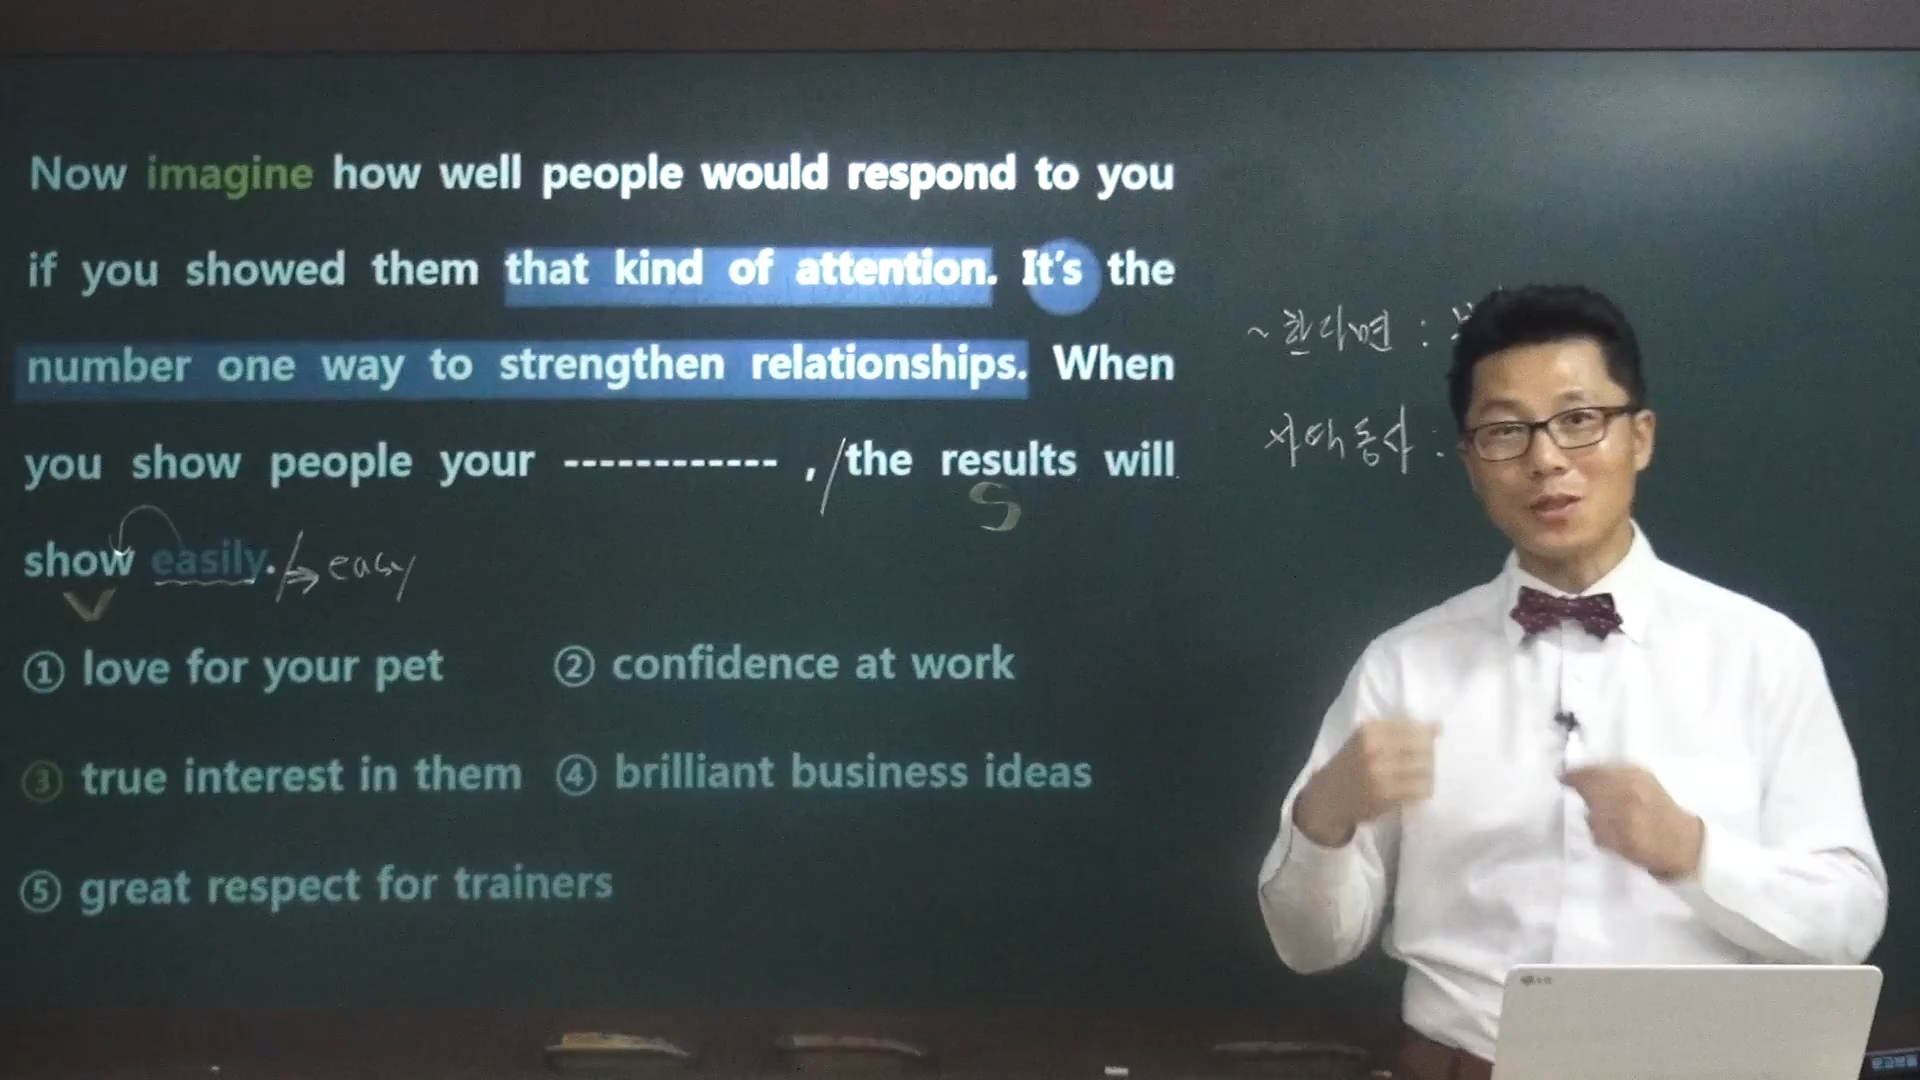 Now imagine how well people would respond to you
if you showed them that kind of attention. It's the
number one way to strengthen relationships. When
you show people your ------------ , / the results will
S
show easily. / → easy
V
① love for your pet ② confidence at work
③ true interest in them ④ brilliant business ideas
⑤ great respect for trainers
~한다면 :
사역동사 :